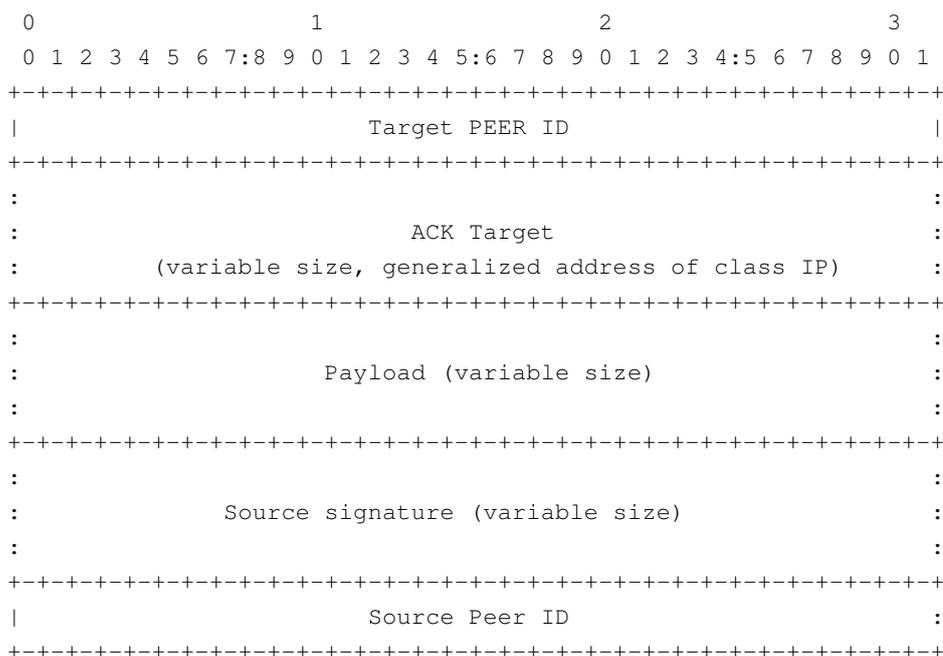 0                   1                   2                   3
 0 1 2 3 4 5 6 7:8 9 0 1 2 3 4 5:6 7 8 9 0 1 2 3 4:5 6 7 8 9 0 1
+-+-+-+-+-+-+-+-+-+-+-+-+-+-+-+-+-+-+-+-+-+-+-+-+-+-+-+-+-+-+-+-+
|                        Target PEER ID                         |
+-+-+-+-+-+-+-+-+-+-+-+-+-+-+-+-+-+-+-+-+-+-+-+-+-+-+-+-+-+-+-+-+
:                                                               :
:                           ACK Target                          :
:         (variable size, generalized address of class IP)      :
+-+-+-+-+-+-+-+-+-+-+-+-+-+-+-+-+-+-+-+-+-+-+-+-+-+-+-+-+-+-+-+-+
:                                                               :
:                     Payload (variable size)                   :
:                                                               :
+-+-+-+-+-+-+-+-+-+-+-+-+-+-+-+-+-+-+-+-+-+-+-+-+-+-+-+-+-+-+-+-+
:                                                               :
:              Source signature (variable size)                 :
:                                                               :
+-+-+-+-+-+-+-+-+-+-+-+-+-+-+-+-+-+-+-+-+-+-+-+-+-+-+-+-+-+-+-+-+
|                        Source Peer ID                         :
+-+-+-+-+-+-+-+-+-+-+-+-+-+-+-+-+-+-+-+-+-+-+-+-+-+-+-+-+-+-+-+-+